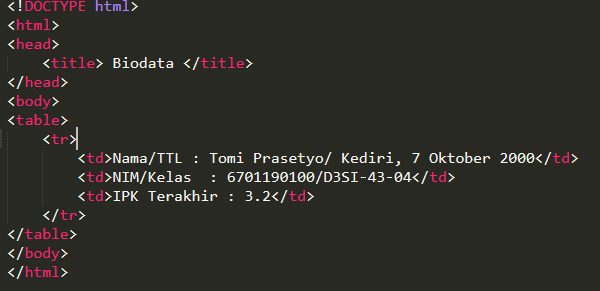 <!DOCTYPE html>
<html>
<head>
    <title> Biodata </title>
</head>
<body>
<table>
    <tr>
        <td>Nama/TTL : Tomi Prasetyo/ Kediri, 7 Oktober 2000</td>
        <td>NIM/Kelas  : 6701190100/D3SI-43-04</td>
        <td>IPK Terakhir : 3.2</td>
    </tr>
</table>
</body>
</html>